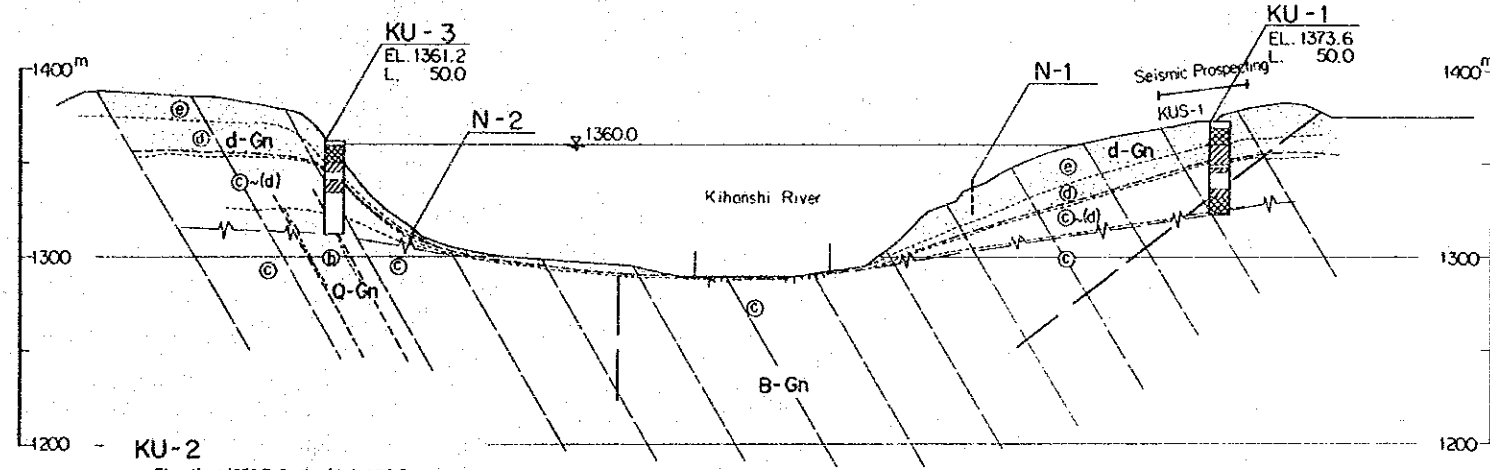 KU-3
EL. 1361.2
L. 50.0
KU-1
EL. 1373.6
L. 50.0
1400m
1400m
Seismic Prospecting
KUS-1
N-1
N-2
1360.0
e
d
d-Gn
c~(d)
Kihonshi River
e
d-Gn
d
c~(d)
1300
1300
c
b
c
c
Q-Gn
c
B-Gn
1200
1200
KU-2